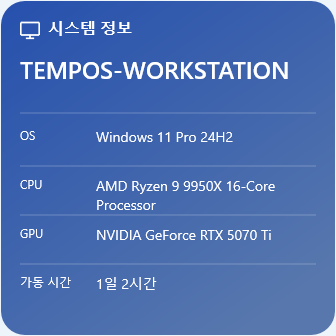 시스템 정보
TEMPOS-WORKSTATION
OS Windows 11 Pro 24H2
CPU AMD Ryzen 9 9950X 16-Core
Processor
GPU NVIDIA GeForce RTX 5070 Ti
가동 시간 1일 2시간